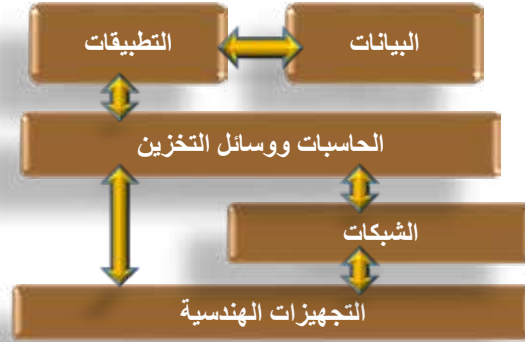 البيانات
التطبيقات
الحاسبات ووسائل التخزين
الشبكات
التجهيزات الهندسية